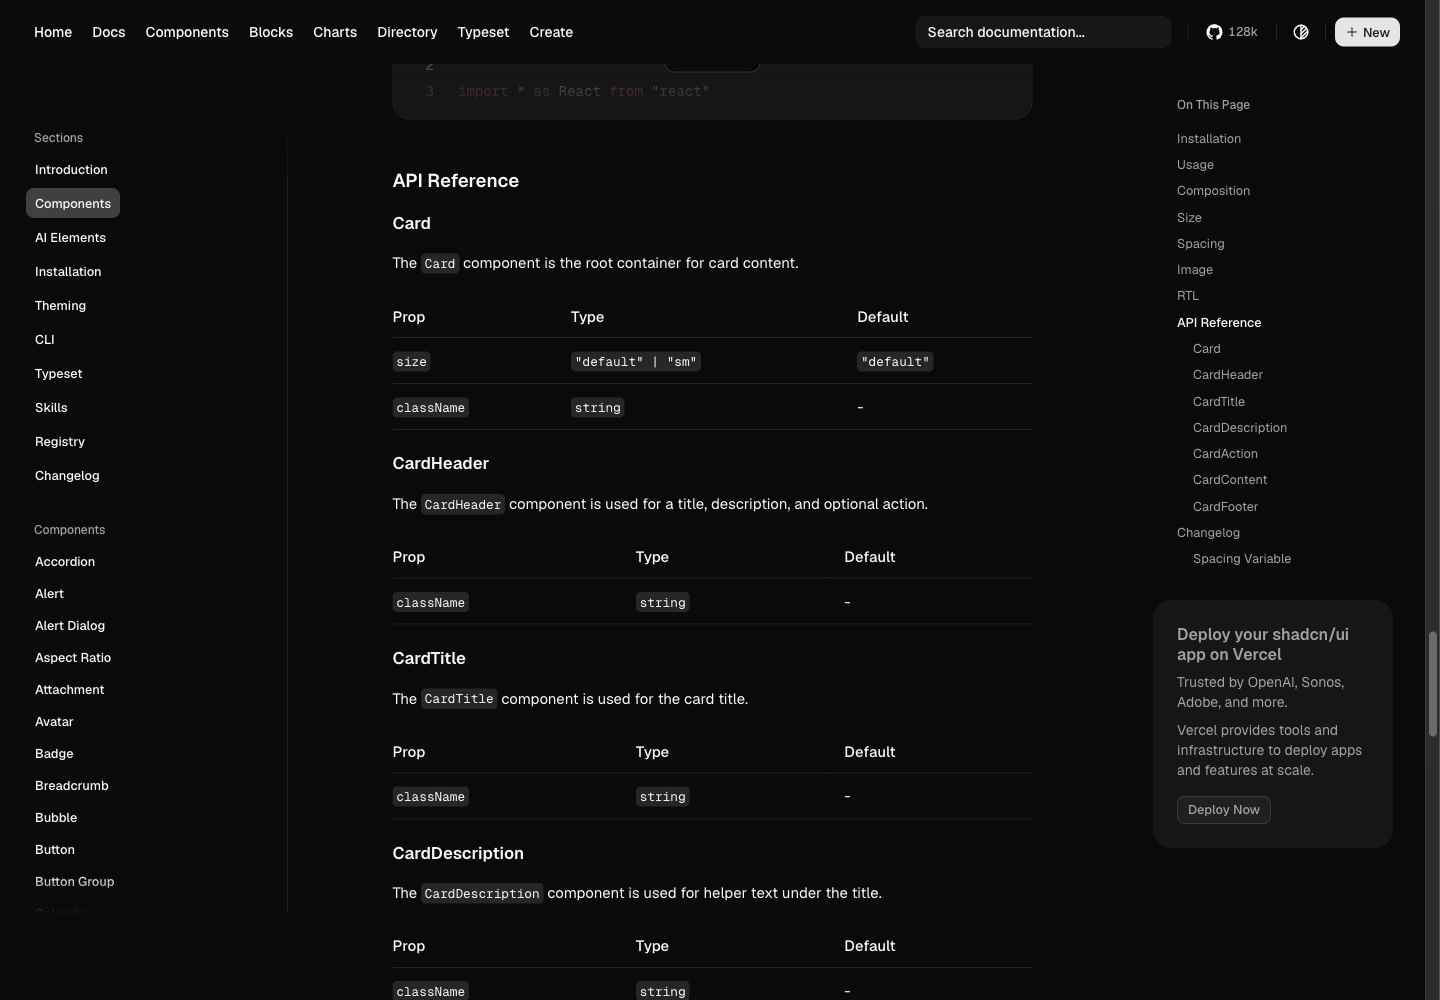 Home Docs Components Blocks Charts Directory Typeset Create
Search documentation...
128k
New
2
3 import * as React from "react"
Sections
Introduction
Components
AI Elements
Installation
Theming
CLI
Typeset
Skills
Registry
Changelog
Components
Accordion
Alert
Alert Dialog
Aspect Ratio
Attachment
Avatar
Badge
Breadcrumb
Bubble
Button
Button Group
API Reference
Card
The Card component is the root container for card content.
Prop Type Default
size "default" | "sm" "default"
className string -
CardHeader
The CardHeader component is used for a title, description, and optional action.
Prop Type Default
className string -
CardTitle
The CardTitle component is used for the card title.
Prop Type Default
className string -
CardDescription
The CardDescription component is used for helper text under the title.
Prop Type Default
className string -
On This Page
Installation
Usage
Composition
Size
Spacing
Image
RTL
API Reference
Card
CardHeader
CardTitle
CardDescription
CardAction
CardContent
CardFooter
Changelog
Spacing Variable
Deploy your shadcn/ui
app on Vercel
Trusted by OpenAI, Sonos,
Adobe, and more.
Vercel provides tools and
infrastructure to deploy apps
and features at scale.
Deploy Now